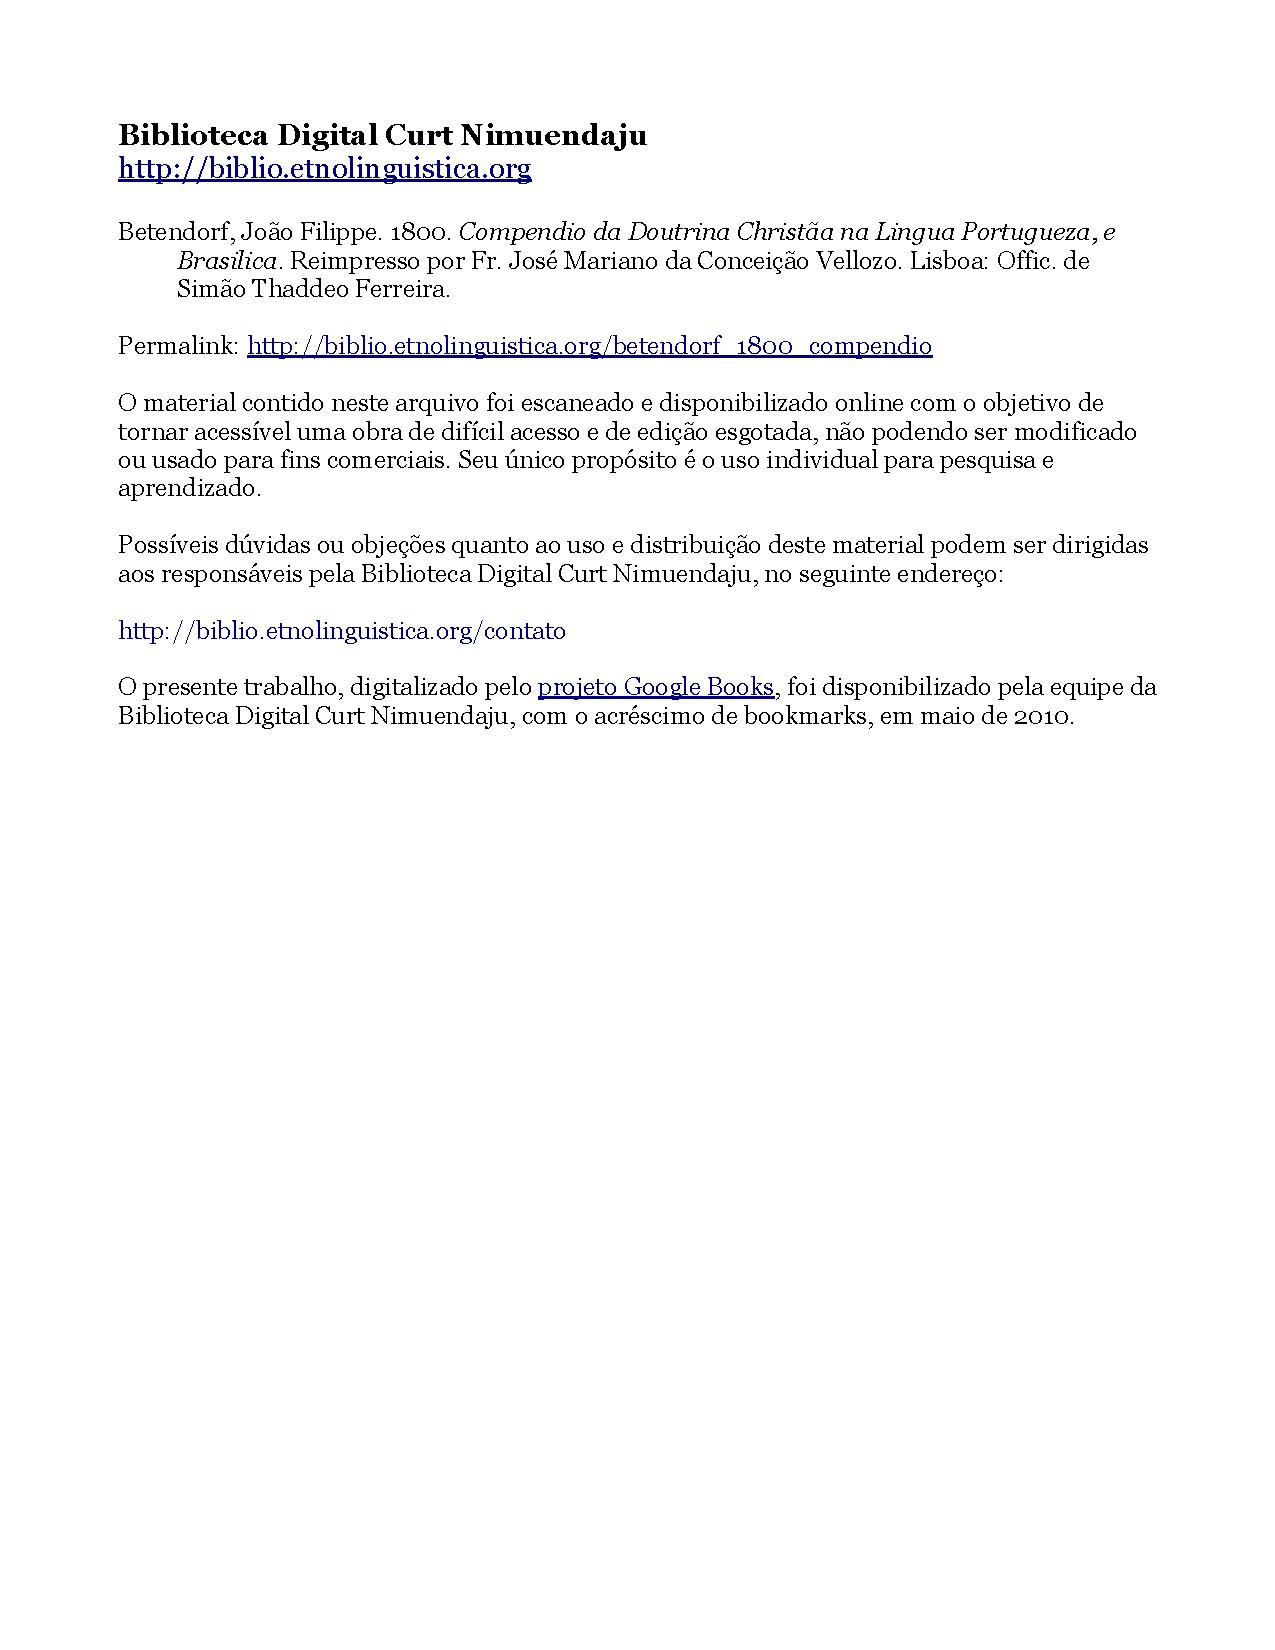 Biblioteca Digital Curt Nimuendaju
http://biblio.etnolinguistica.org
Betendorf, João Filippe. 1800. Compendio da Doutrina Christãa na Lingua Portugueza, e
Brasilica. Reimpresso por Fr. José Mariano da Conceição Vellozo. Lisboa: Offic. de
Simão Thaddeo Ferreira.
Permalink: http://biblio.etnolinguistica.org/betendorf_1800_compendio
O material contido neste arquivo foi escaneado e disponibilizado online com o objetivo de
tornar acessível uma obra de difícil acesso e de edição esgotada, não podendo ser modificado
ou usado para fins comerciais. Seu único propósito é o uso individual para pesquisa e
aprendizado.
Possíveis dúvidas ou objeções quanto ao uso e distribuição deste material podem ser dirigidas
aos responsáveis pela Biblioteca Digital Curt Nimuendaju, no seguinte endereço:
http://biblio.etnolinguistica.org/contato
O presente trabalho, digitalizado pelo projeto Google Books, foi disponibilizado pela equipe da
Biblioteca Digital Curt Nimuendaju, com o acréscimo de bookmarks, em maio de 2010.